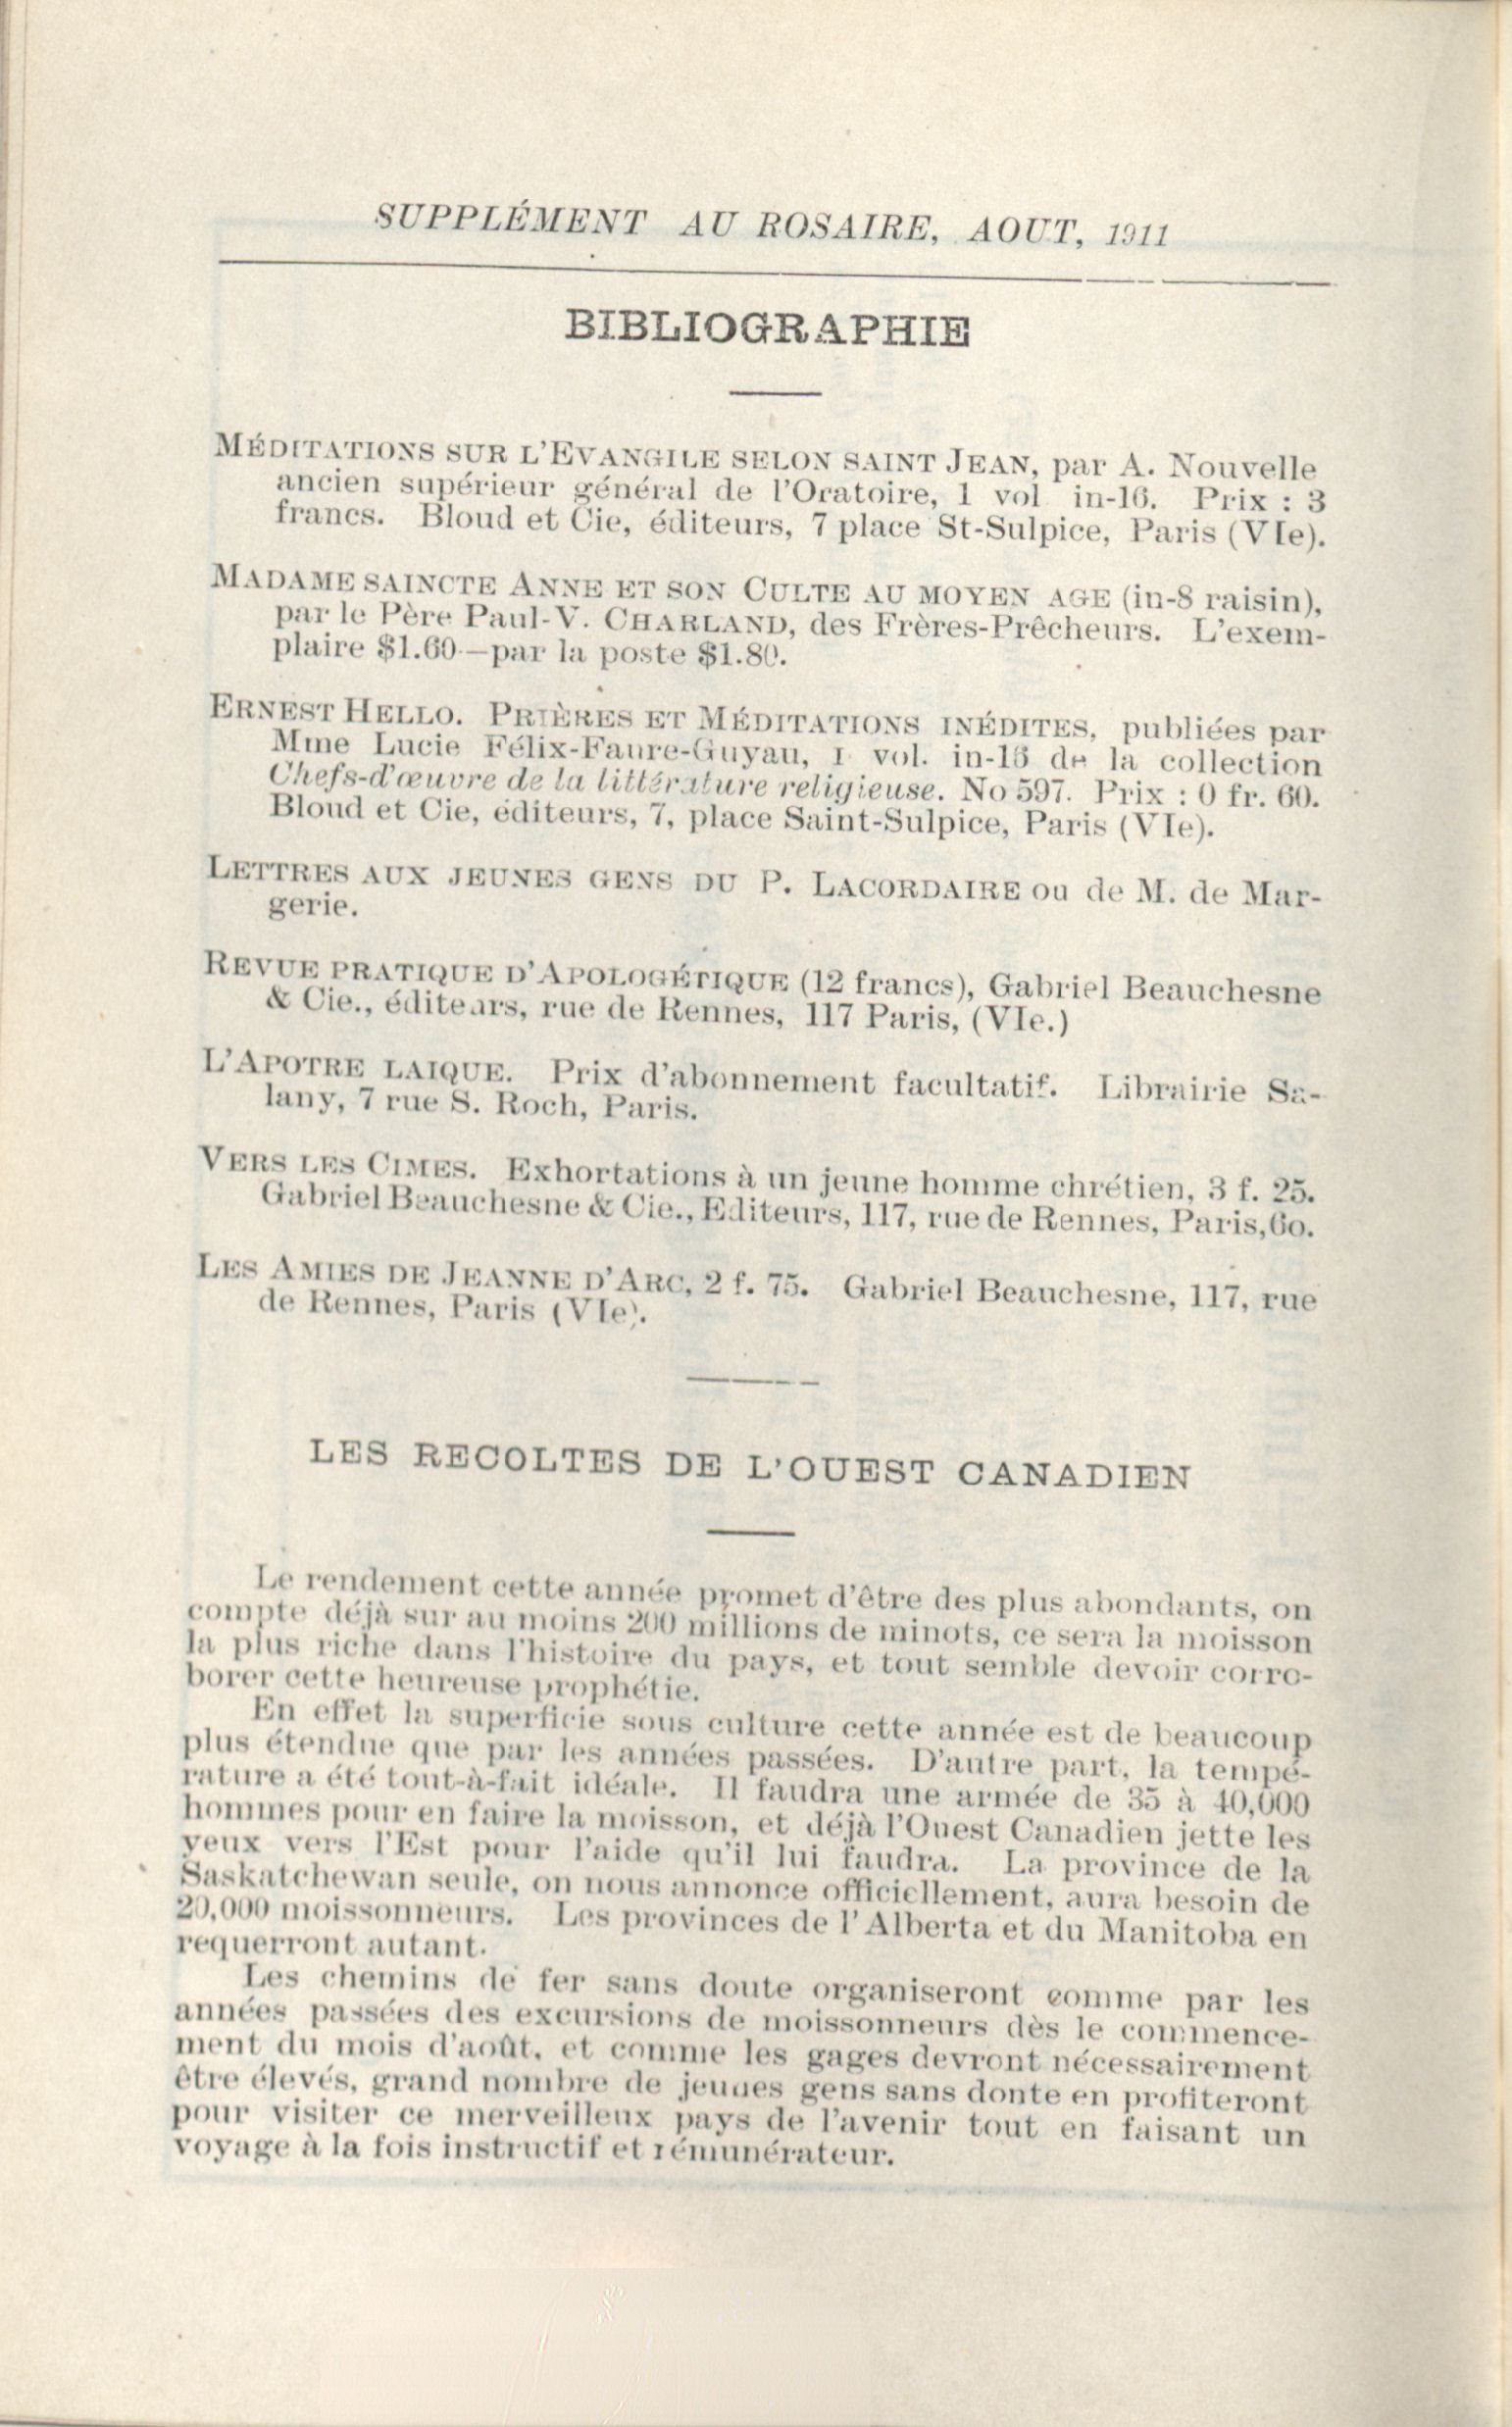 SUPPLÉMENT AU ROSAIRE, AOUT, 1911
BIBLIOGRAPHIE
MÉDITATIONS SUR L'EVANGILE SELON SAINT JEAN, par A. Nouvelle
ancien supérieur général de l'Oratoire, 1 vol in-16. Prix : 3
francs. Bloud et Cie, éditeurs, 7 place St-Sulpice, Paris (VIe).
MADAME SAINCTE ANNE ET SON CULTE AU MOYEN AGE (in-8 raisin),
par le Père Paul-V. CHARLAND, des Frères-Prêcheurs. L'exem-
plaire $1.60—par la poste $1.80.
ERNEST HELLO. PRIÈRES ET MÉDITATIONS INÉDITES, publiées par
Mme Lucie Félix-Faure-Guyau, 1 vol. in-16 de la collection
Chefs-d'œuvre de la littérature religieuse. No 597. Prix : 0 fr. 60.
Bloud et Cie, éditeurs, 7, place Saint-Sulpice, Paris (VIe).
LETTRES AUX JEUNES GENS DU P. LACORDAIRE ou de M. de Mar-
gerie.
REVUE PRATIQUE D'APOLOGÉTIQUE (12 francs), Gabriel Beauchesne
& Cie., éditeurs, rue de Rennes, 117 Paris, (VIe.)
L'APOTRE LAIQUE. Prix d'abonnement facultatif. Librairie Sa-
lany, 7 rue S. Roch, Paris.
VERS LES CIMES. Exhortations à un jeune homme chrétien, 3 f. 25.
Gabriel Beauchesne & Cie., Editeurs, 117, rue de Rennes, Paris, 6o.
LES AMIES DE JEANNE D'ARC, 2 f. 75. Gabriel Beauchesne, 117, rue
de Rennes, Paris (VIe).
LES RECOLTES DE L'OUEST CANADIEN
Le rendement cette année promet d'être des plus abondants, on
compte déjà sur au moins 200 millions de minots, ce sera la moisson
la plus riche dans l'histoire du pays, et tout semble devoir corro-
borer cette heureuse prophétie.
En effet la superficie sous culture cette année est de beaucoup
plus étendue que par les années passées. D'autre part, la tempé-
rature a été tout-à-fait idéale. Il faudra une armée de 35 à 40,000
hommes pour en faire la moisson, et déjà l'Ouest Canadien jette les
yeux vers l'Est pour l'aide qu'il lui faudra. La province de la
Saskatchewan seule, on nous annonce officiellement, aura besoin de
20,000 moissonneurs. Les provinces de l'Alberta et du Manitoba en
requerront autant.
Les chemins de fer sans doute organiseront comme par les
années passées des excursions de moissonneurs dès le commence-
ment du mois d'août, et comme les gages devront nécessairement
être élevés, grand nombre de jeunes gens sans donte en profiteront
pour visiter ce merveilleux pays de l'avenir tout en faisant un
voyage à la fois instructif et rémunérateur.